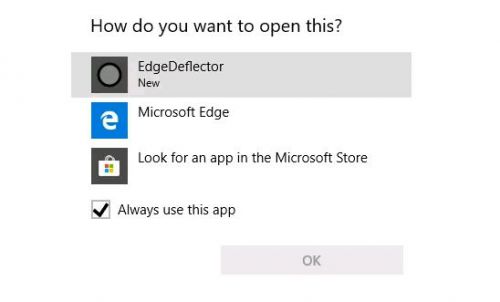 How do you want to open this?
EdgeDeflector
New
Microsoft Edge
Look for an app in the Microsoft Store
Always use this app
OK